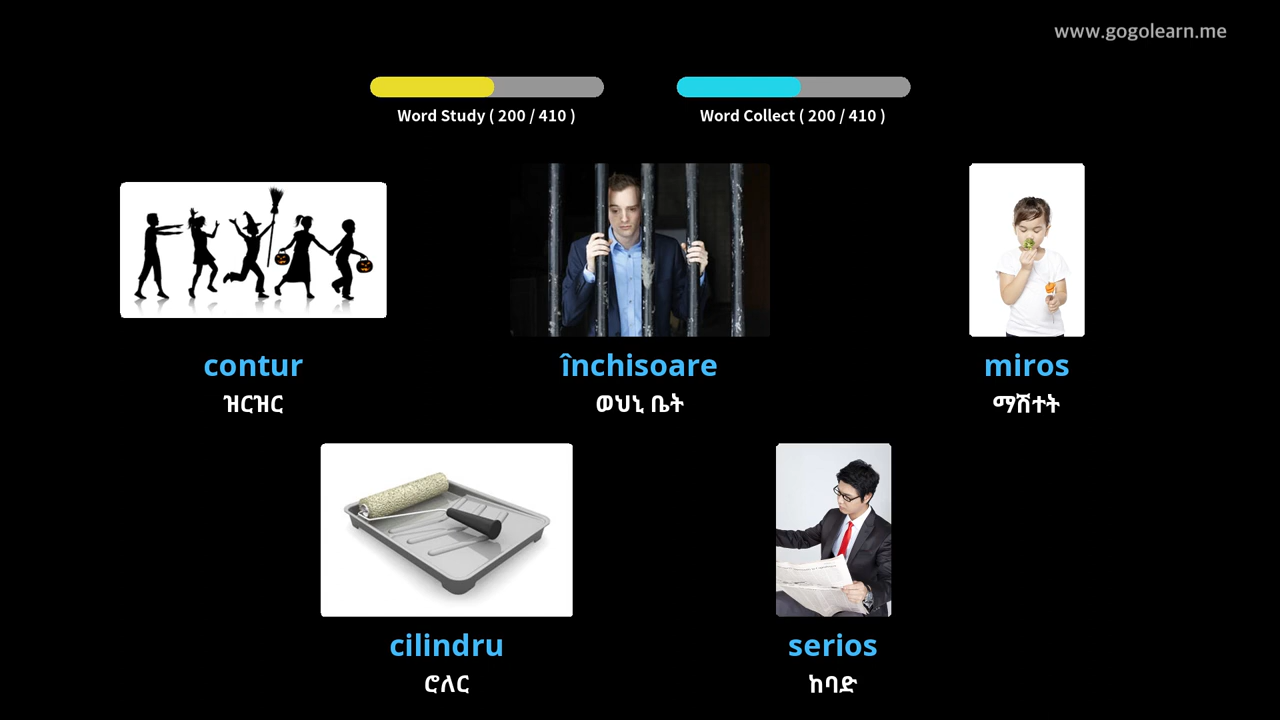 www.gogolearn.me
Word Study ( 200 / 410 )
Word Collect ( 200 / 410 )
contur
ዝርዝር
închisoare
ወህኒ ቤት
miros
ማሽተት
cilindru
ሮለር
serios
ከባድ